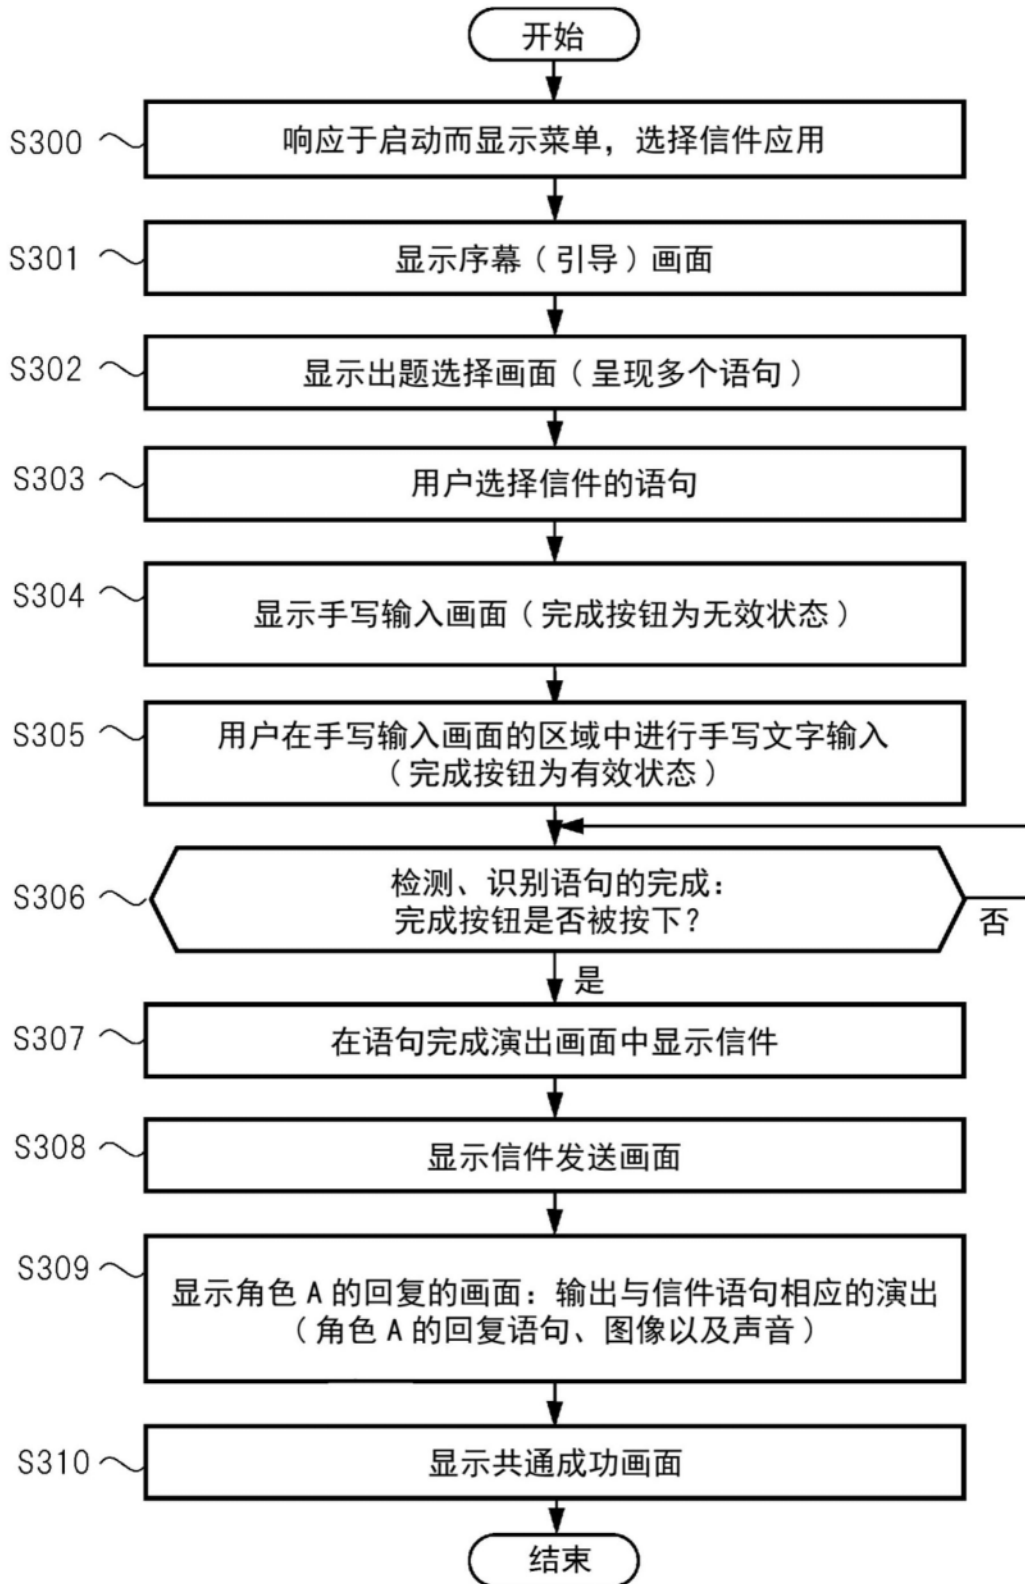 开始
S300
响应于启动而显示菜单，选择信件应用
S301
显示序幕（引导）画面
S302
显示出题选择画面（呈现多个语句）
S303
用户选择信件的语句
S304
显示手写输入画面（完成按钮为无效状态）
S305
用户在手写输入画面的区域中进行手写文字输入
（完成按钮为有效状态）
S306
检测、识别语句的完成：
完成按钮是否被按下？
否
是
S307
在语句完成演出画面中显示信件
S308
显示信件发送画面
S309
显示角色 A 的回复的画面：输出与信件语句相应的演出
（角色 A 的回复语句、图像以及声音）
S310
显示共通成功画面
结束